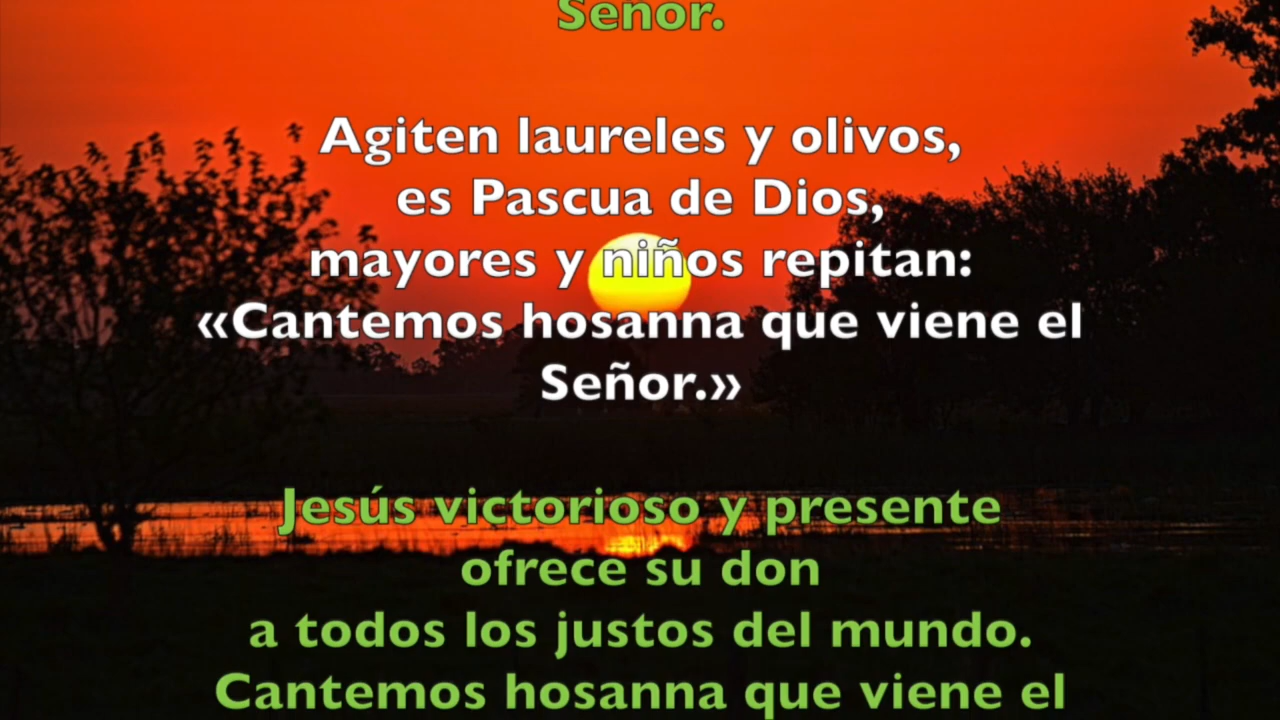 Señor.
Agiten laureles y olivos,
es Pascua de Dios,
mayores y niños repitan:
«Cantemos hosanna que viene el
Señor.»
Jesús victorioso y presente
ofrece su don
a todos los justos del mundo.
Cantemos hosanna que viene el